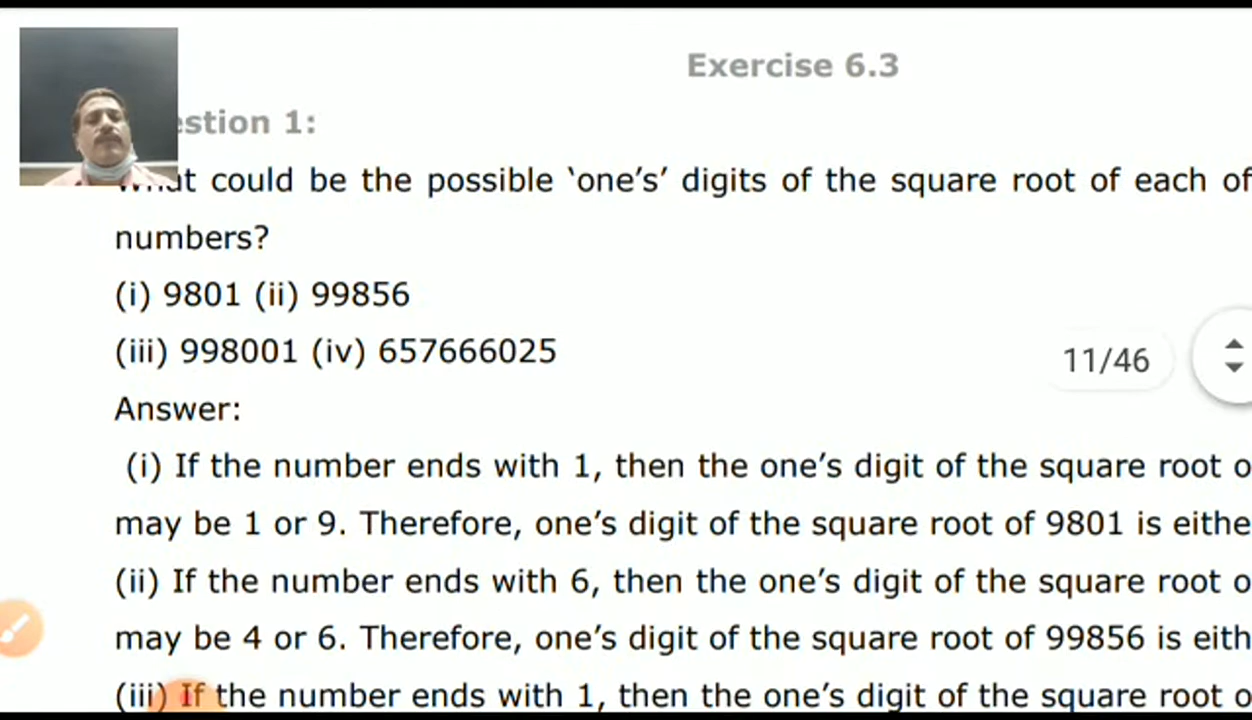 Exercise 6.3
estion 1:
could be the possible ‘one’s’ digits of the square root of each of
numbers?
(i) 9801 (ii) 99856
(iii) 998001 (iv) 657666025
11/46
Answer:
(i) If the number ends with 1, then the one’s digit of the square root o
may be 1 or 9. Therefore, one’s digit of the square root of 9801 is eithe
(ii) If the number ends with 6, then the one’s digit of the square root o
may be 4 or 6. Therefore, one’s digit of the square root of 99856 is eith
(iii) If the number ends with 1, then the one’s digit of the square root o